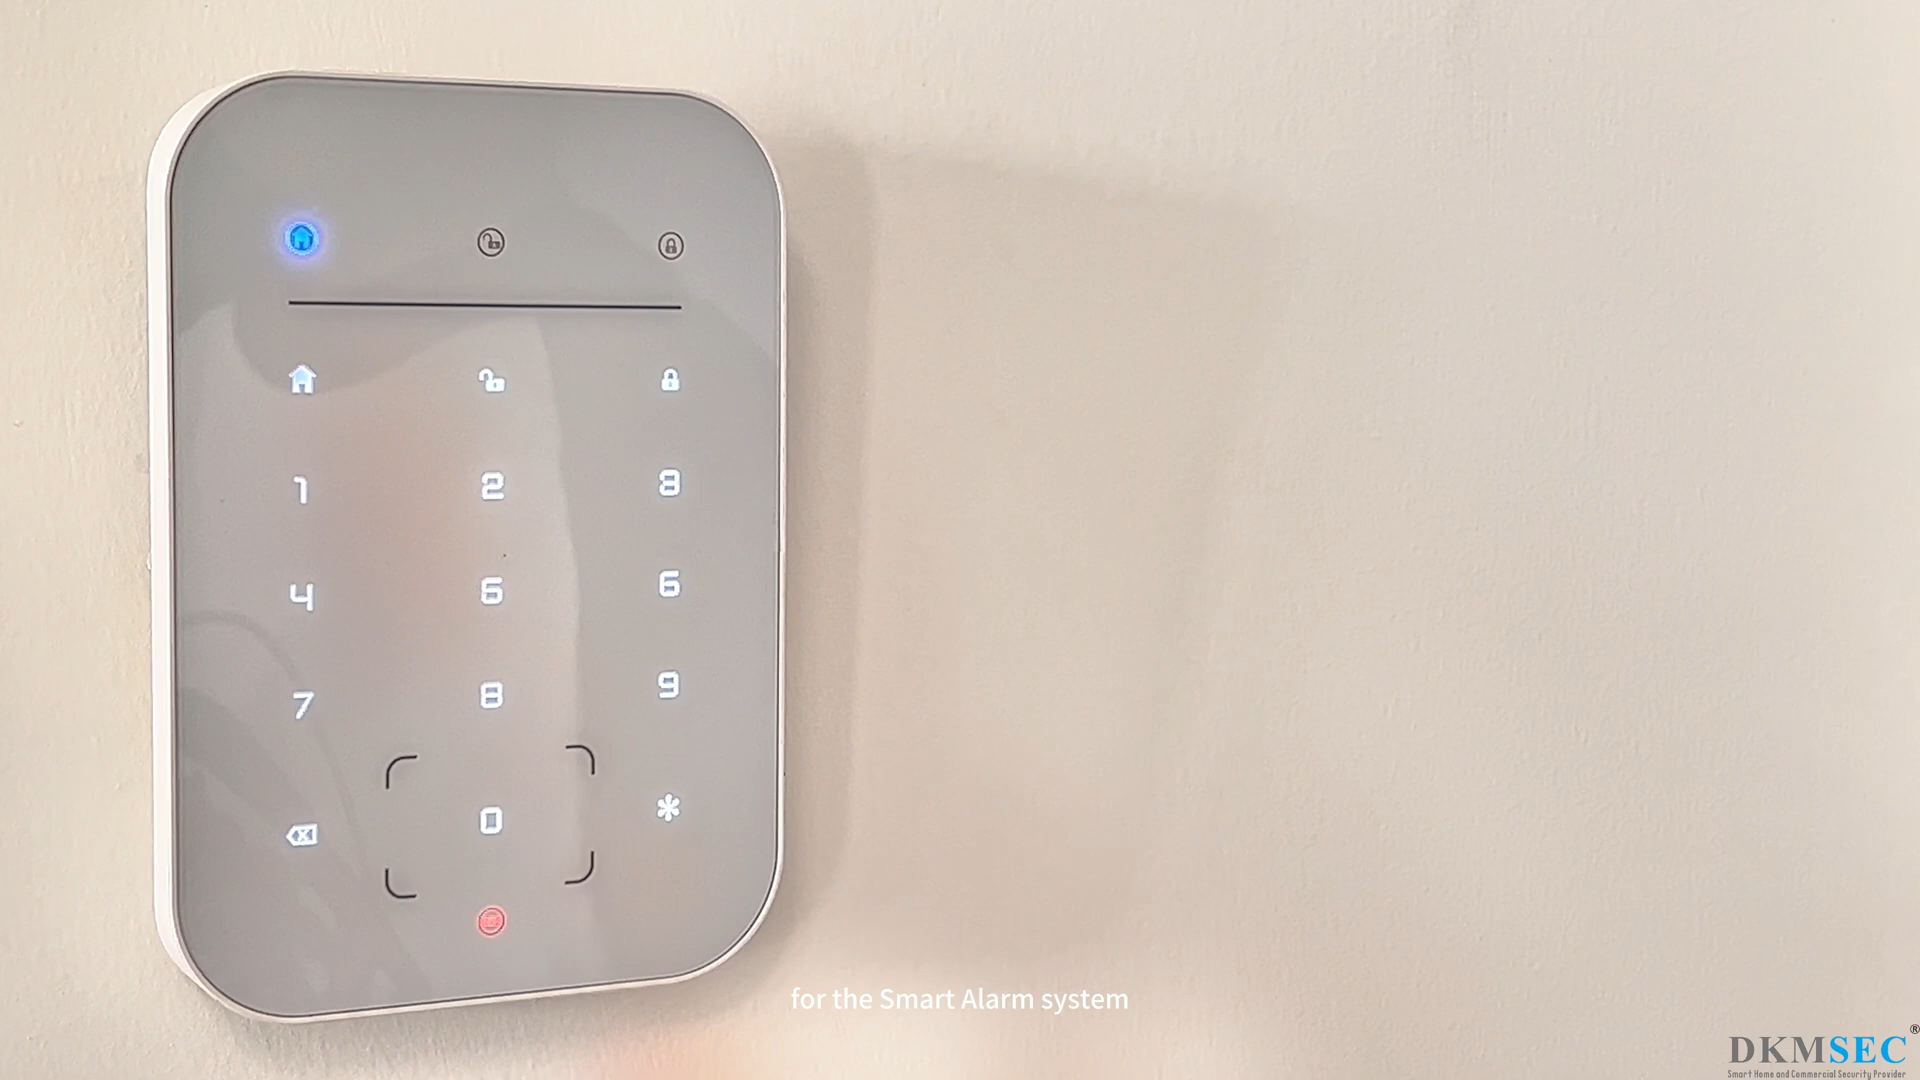 1 2 3
4 5 6
7 8 9
0 *
for the Smart Alarm system
DKMSEC®
Smart Home and Commercial Security Provider